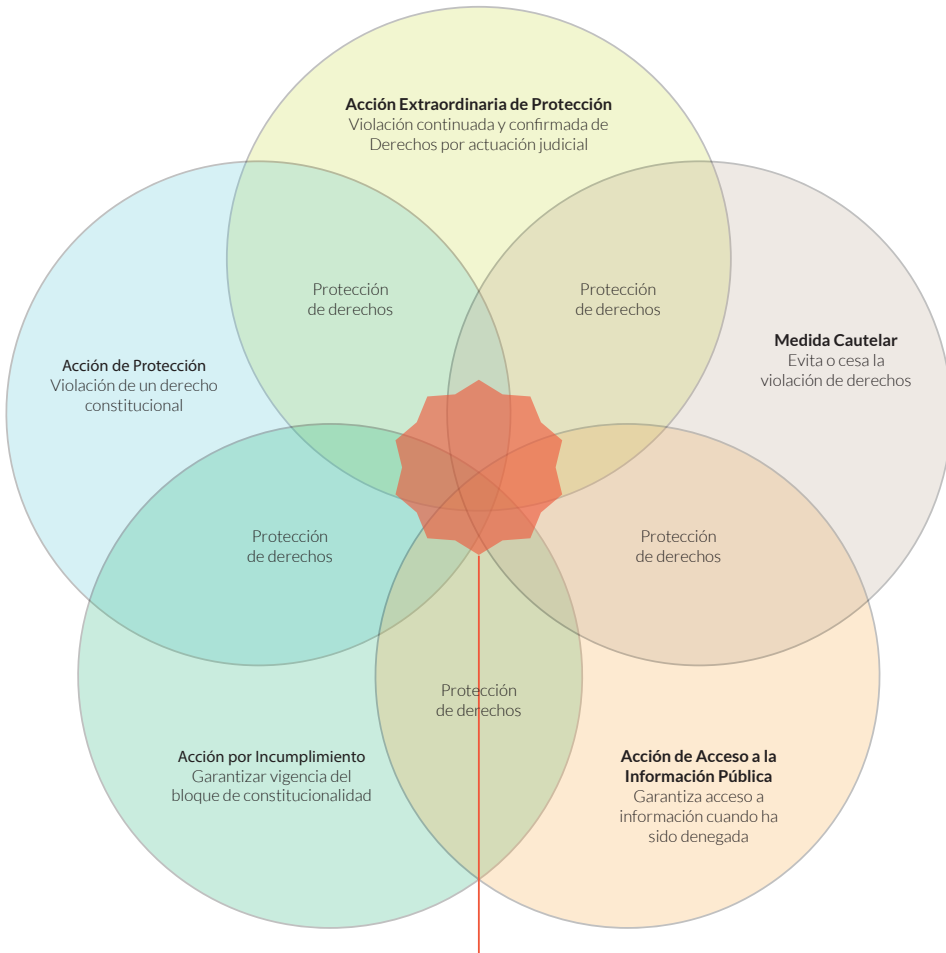 Acción Extraordinaria de Protección
Violación continuada y confirmada de
Derechos por actuación judicial
Protección
de derechos
Protección
de derechos
Medida Cautelar
Evita o cesa la
violación de derechos
Acción de Protección
Violación de un derecho
constitucional
Protección
de derechos
Protección
de derechos
Protección
de derechos
Acción por Incumplimiento
Garantizar vigencia del
bloque de constitucionalidad
Acción de Acceso a la
Información Pública
Garantiza acceso a
información cuando ha
sido denegada